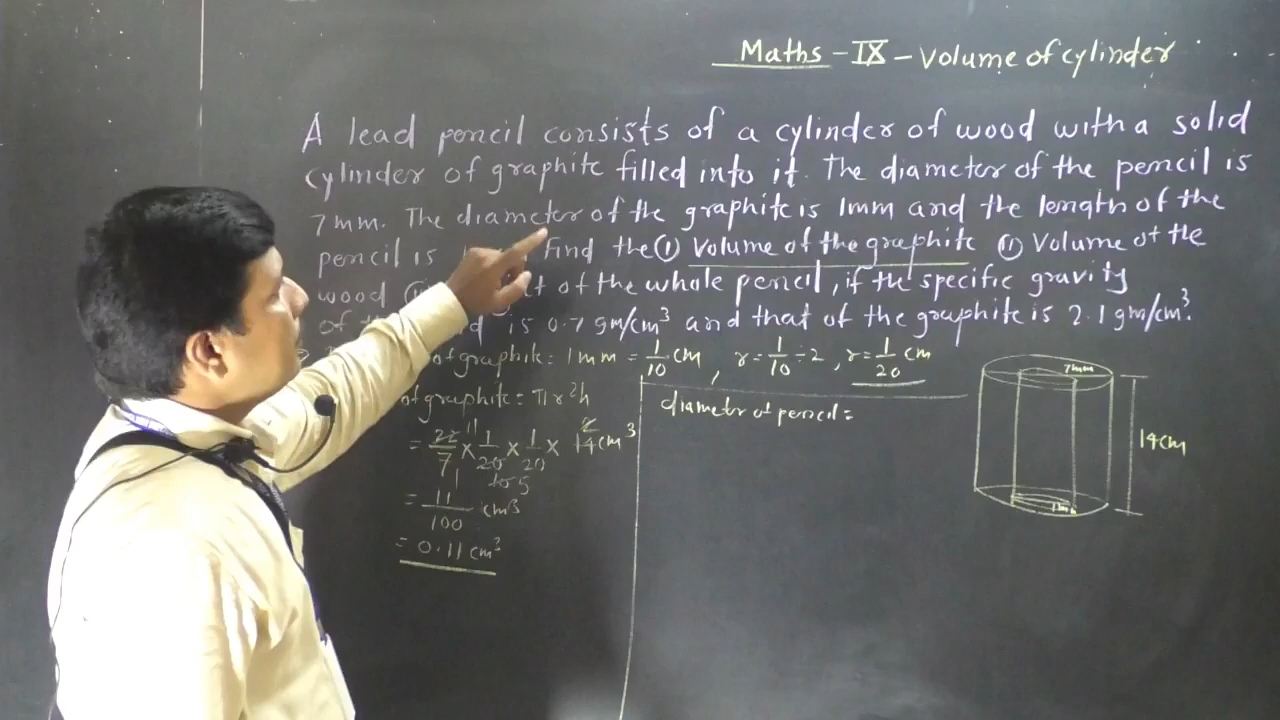 Maths - IX - Volume of cylinder
A lead pencil consists of a cylinder of wood with a solid
cylinder of graphite filled into it. The diameter of the pencil is
7mm. The diameter of the graphite is 1mm and the length of the
pencil is Find the (i) Volume of the graphite (ii) Volume of the
wood of the whole pencil, if the specific gravity
of is 0.7 gm/cm³ and that of the graphite is 2.1 gm/cm³.
of graphite = 1mm = 1/10 cm, r = 1/10 ÷ 2, r = 1/20 cm
of graphite = πr²h
= 22/7 × 1/20 × 1/20 × 14 cm³
= 11/100 cm³
= 0.11 cm³
diameter of pencil =
7mm
14cm
1mm